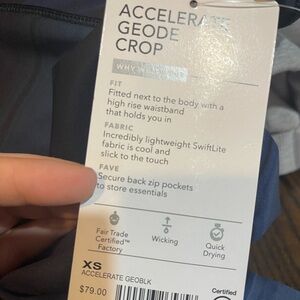 ACCELERATE
GEODE
CROP
FIT
Fitted next to the body with a
high rise waistband
that holds you in
FABRIC
Incredibly lightweight SwiftLite
fabric is cool and
slick to the touch
FAVE
Secure back zip pockets
to store essentials
Fair Trade
Certified™
Factory
Wicking
Quick
Drying
XS
ACCELERATE GEOBLK
$79.00
Certified